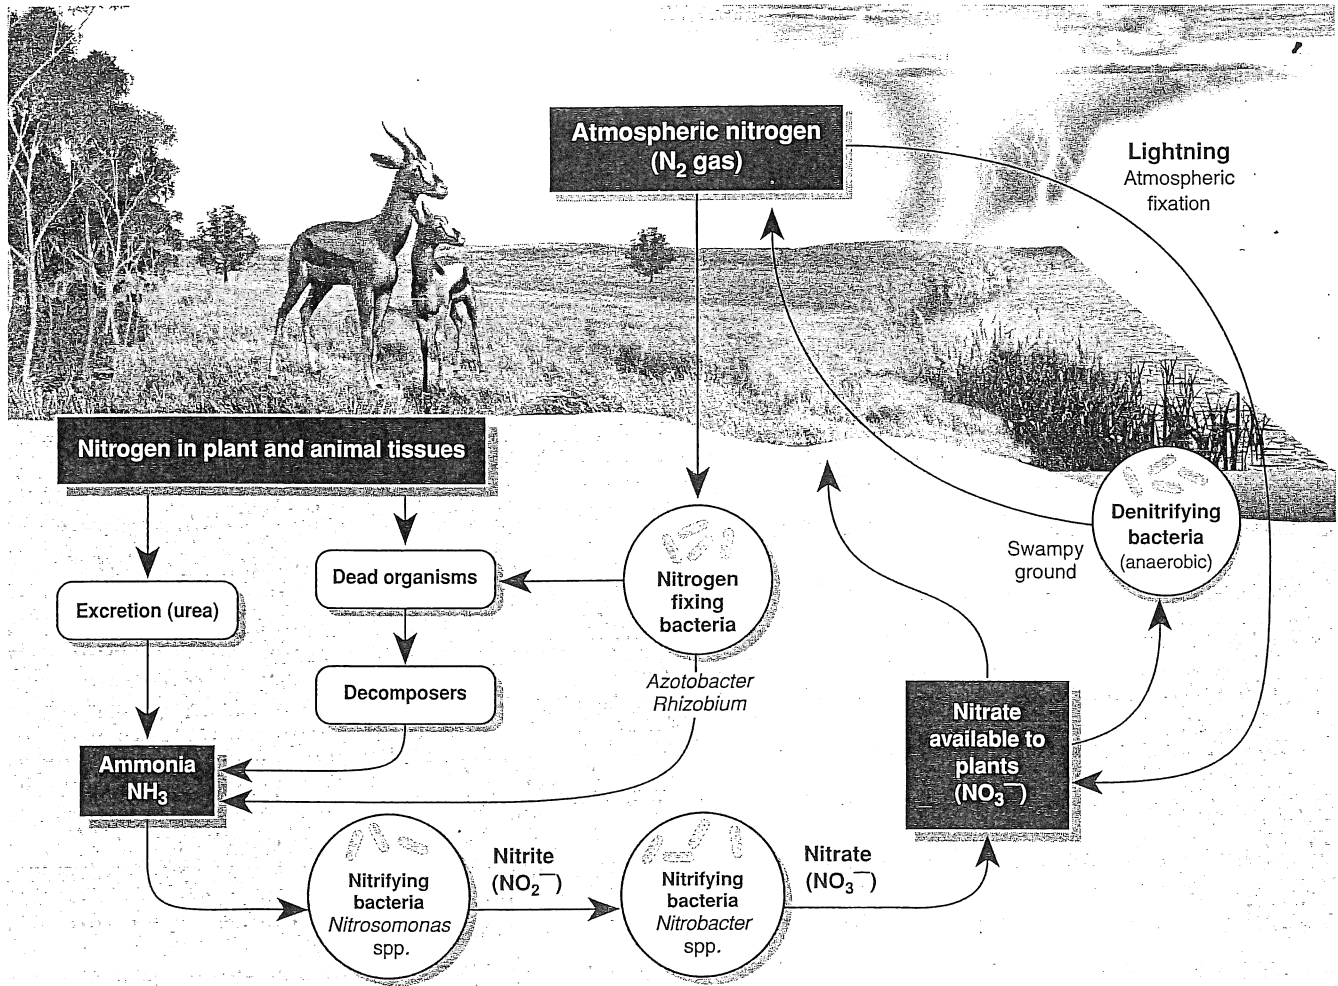 Atmospheric nitrogen
(N₂ gas)
Lightning
Atmospheric
fixation
Nitrogen in plant and animal tissues
Excretion (urea)
Dead organisms
Decomposers
Nitrogen
fixing
bacteria
Azotobacter
Rhizobium
Denitrifying
bacteria
(anaerobic)
Swampy
ground
Nitrate
available to
plants
(NO₃⁻)
Ammonia
NH₃
Nitrifying
bacteria
Nitrosomonas
spp.
Nitrite
(NO₂⁻)
Nitrifying
bacteria
Nitrobacter
spp.
Nitrate
(NO₃⁻)